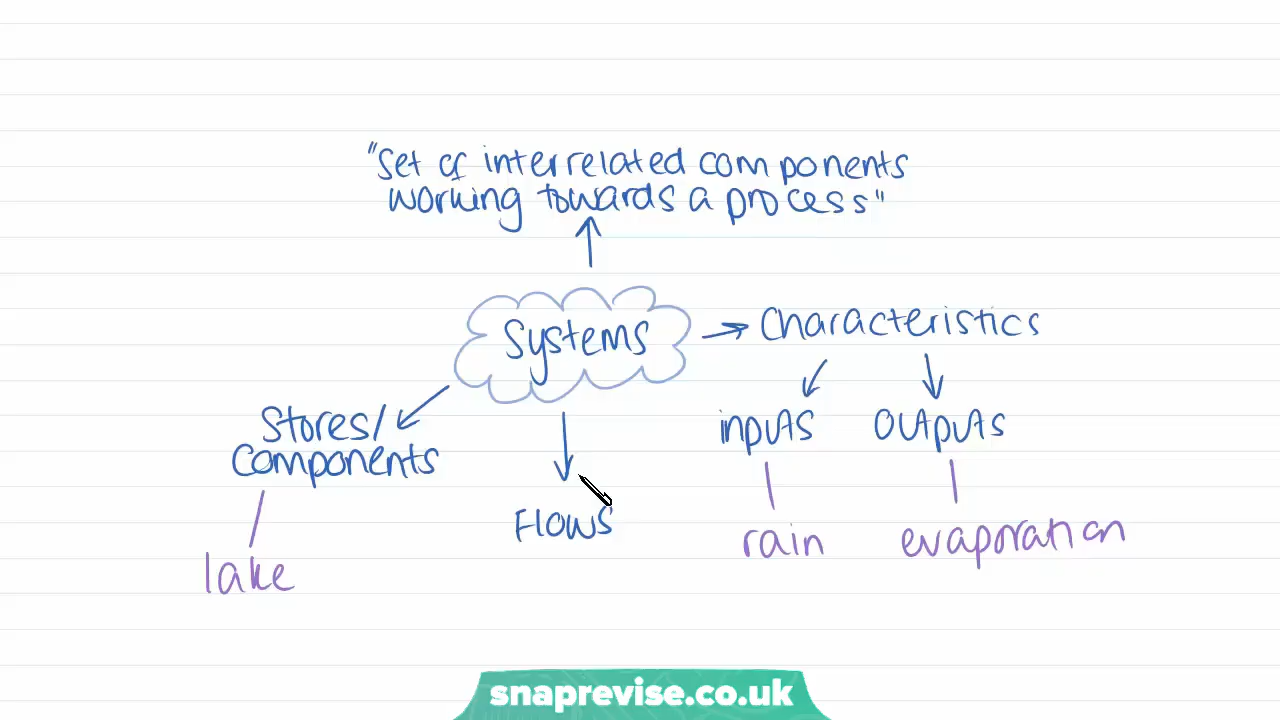 "Set of interrelated components
working towards a process"
Systems
Characteristics
Stores/
Components
inputs
outputs
Flows
rain
evaporation
lake
snaprevise.co.uk